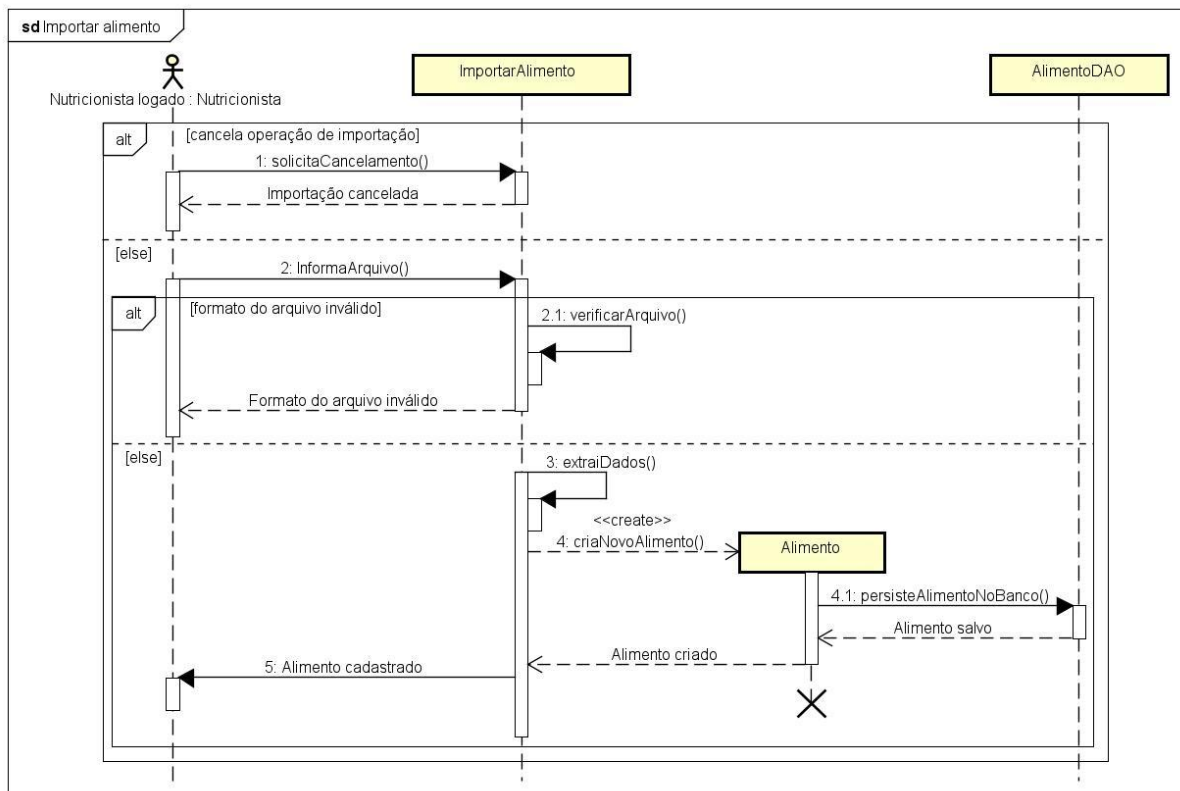 sd Importar alimento
Nutricionista logado : Nutricionista
ImportarAlimento
AlimentoDAO
alt
[cancela operação de importação]
1: solicitaCancelamento()
Importação cancelada
[else]
2: InformaArquivo()
alt
[formato do arquivo inválido]
2.1: verificarArquivo()
Formato do arquivo inválido
[else]
3: extraiDados()
<<create>>
4: criaNovoAlimento()
Alimento
4.1: persisteAlimentoNoBanco()
Alimento salvo
Alimento criado
5: Alimento cadastrado